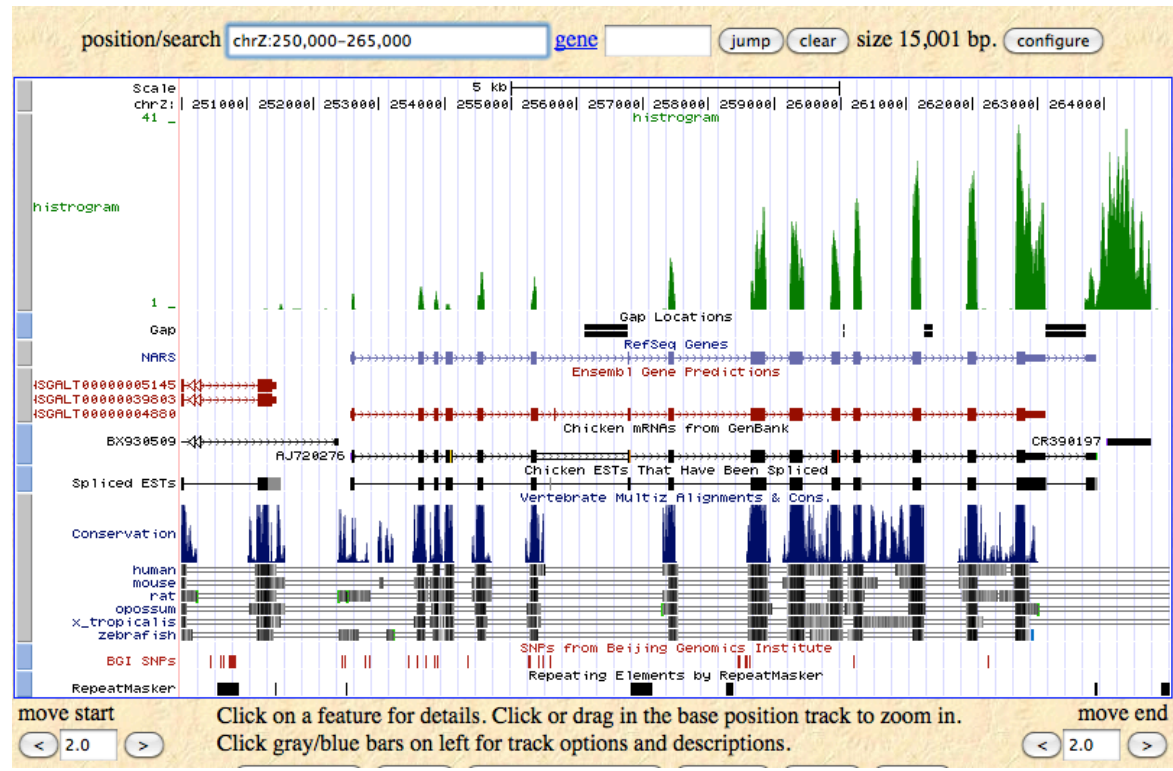 position/search chrZ:250,000-265,000 gene jump clear size 15,001 bp. configure
Scale 5 kb
chrZ: 251000 252000 253000 254000 255000 256000 257000 258000 259000 260000 261000 262000 263000 264000
41 _ histrogram
histrogram
1 _
Gap Locations
Gap
RefSeq Genes
NARS
Ensembl Gene Predictions
SGALT00000005145
SGALT00000039803
SGALT00000004880
Chicken mRNAs from GenBank
BX930509 CR390197
AJ720276
Chicken ESTs That Have Been Spliced
Spliced ESTs
Vertebrate Multiz Alignments & Cons.
Conservation
human
mouse
rat
opossum
x_tropicalis
zebrafish
SNPs from Beijing Genomics Institute
BGI SNPs
Repeating Elements by RepeatMasker
RepeatMasker
move start Click on a feature for details. Click or drag in the base position track to zoom in. move end
< 2.0 > Click gray/blue bars on left for track options and descriptions. < 2.0 >